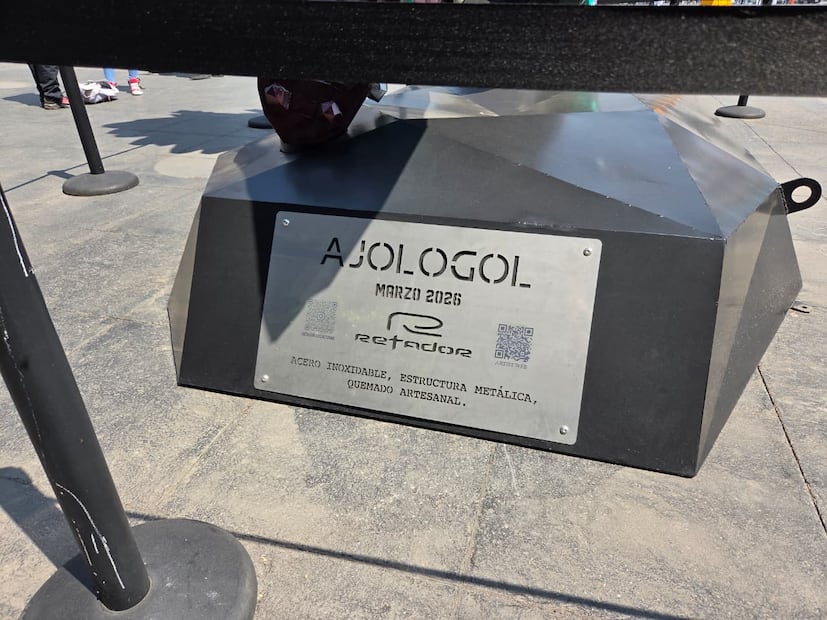 AJOLOGOL
MARZO 2026
RETADOR
ACERO INOXIDABLE, ESTRUCTURA METÁLICA,
QUEMADO ARTESANAL.